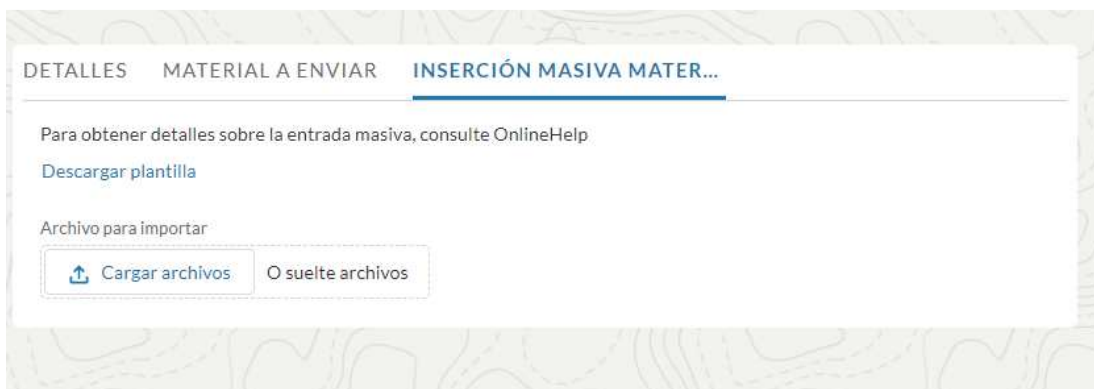 DETALLES MATERIAL A ENVIAR INSERCIÓN MASIVA MATER...
Para obtener detalles sobre la entrada masiva, consulte OnlineHelp
Descargar plantilla
Archivo para importar
Cargar archivos O suelte archivos